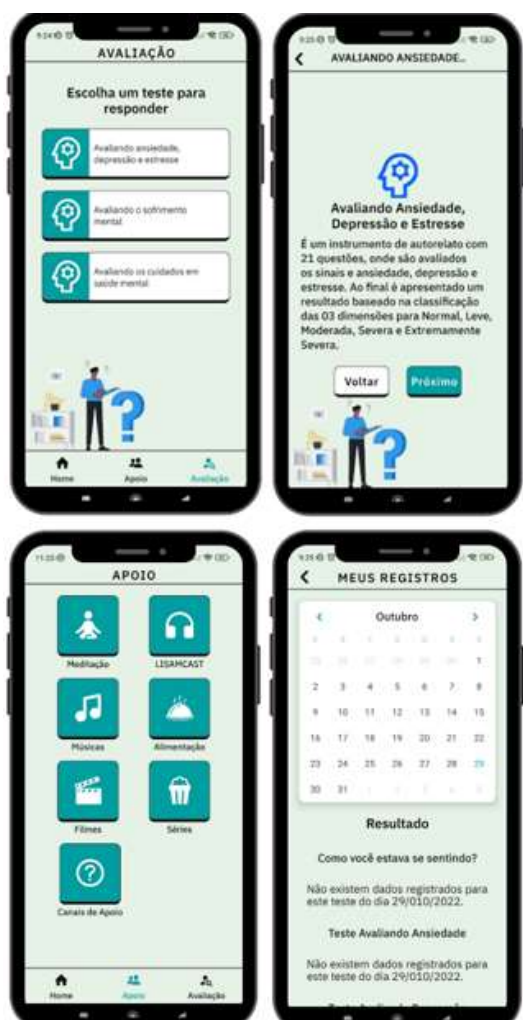 AVALIAÇÃO
Escolha um teste para
responder
Avaliando ansiedade,
depressão e estresse
Avaliando o sofrimento
mental
Avaliando os cuidados em
saúde mental
Home
Apoio
Avaliação
AVALIANDO ANSIEDADE..
Avaliando Ansiedade,
Depressão e Estresse
É um instrumento de autorelato com
21 questões, onde são avaliados
os sinais e ansiedade, depressão e
estresse. Ao final é apresentado um
resultado baseado na classificação
das 03 dimensões para Normal, Leve,
Moderada, Severa e Extremamente
Severa.
Voltar
Próximo
APOIO
Meditação
LISAMCAST
Músicas
Alimentação
Filmes
Séries
Canais de Apoio
Home
Apoio
Avaliação
MEUS REGISTROS
Outubro
1
2 3 4 5 6 7 8
9 10 11 12 13 14 15
16 17 18 19 20 21 22
23 24 25 26 27 28 29
30 31
Resultado
Como você estava se sentindo?
Não existem dados registrados para
este teste do dia 29/010/2022.
Teste Avaliando Ansiedade
Não existem dados registrados para
este teste do dia 29/010/2022.